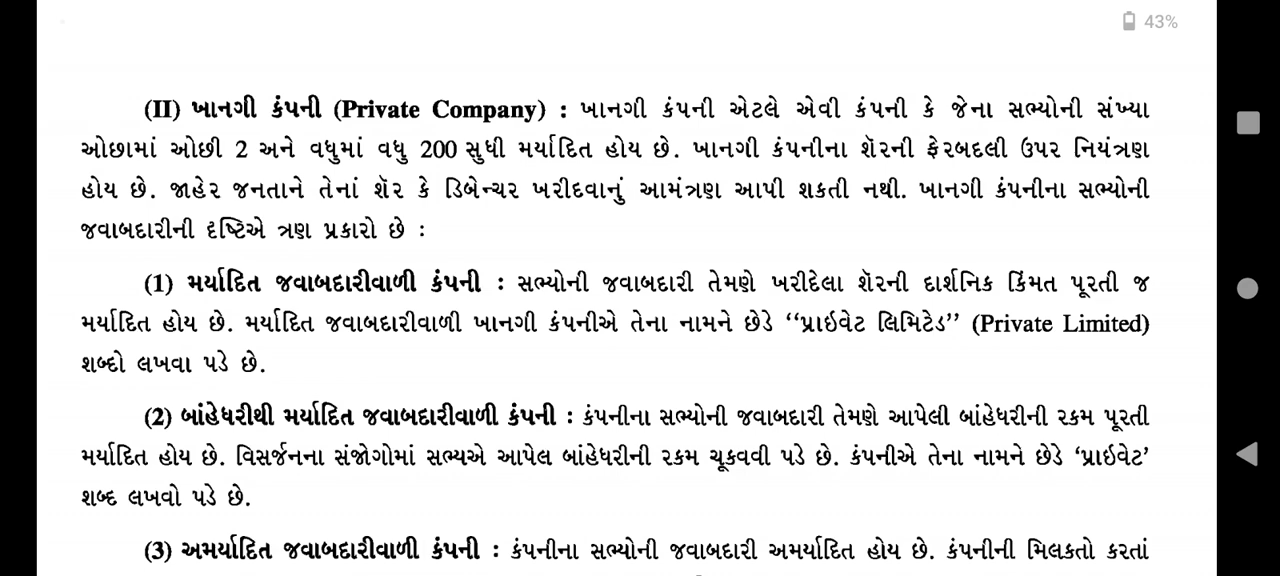 43%
(II) ખાનગી કંપની (Private Company) : ખાનગી કંપની એટલે એવી કંપની કે જેના સભ્યોની સંખ્યા
ઓછામાં ઓછી 2 અને વધુમાં વધુ 200 સુધી મર્યાદિત હોય છે. ખાનગી કંપનીના શૅરની ફેરબદલી ઉપર નિયંત્રણ
હોય છે. જાહેર જનતાને તેનાં શૅર કે ડિબેન્ચર ખરીદવાનું આમંત્રણ આપી શકતી નથી. ખાનગી કંપનીના સભ્યોની
જવાબદારીની દૃષ્ટિએ ત્રણ પ્રકારો છે :
(1) મર્યાદિત જવાબદારીવાળી કંપની : સભ્યોની જવાબદારી તેમણે ખરીદેલા શૅરની દાર્શનિક કિંમત પૂરતી જ
મર્યાદિત હોય છે. મર્યાદિત જવાબદારીવાળી ખાનગી કંપનીએ તેના નામને છેડે ‘‘પ્રાઇવેટ લિમિટેડ’’ (Private Limited)
શબ્દો લખવા પડે છે.
(2) બાંહેધરીથી મર્યાદિત જવાબદારીવાળી કંપની : કંપનીના સભ્યોની જવાબદારી તેમણે આપેલી બાંહેધરીની રકમ પૂરતી
મર્યાદિત હોય છે. વિસર્જનના સંજોગોમાં સભ્યએ આપેલ બાંહેધરીની રકમ ચૂકવવી પડે છે. કંપનીએ તેના નામને છેડે ‘પ્રાઇવેટ’
શબ્દ લખવો પડે છે.
(3) અમર્યાદિત જવાબદારીવાળી કંપની : કંપનીના સભ્યોની જવાબદારી અમર્યાદિત હોય છે. કંપનીની મિલકતો કરતાં